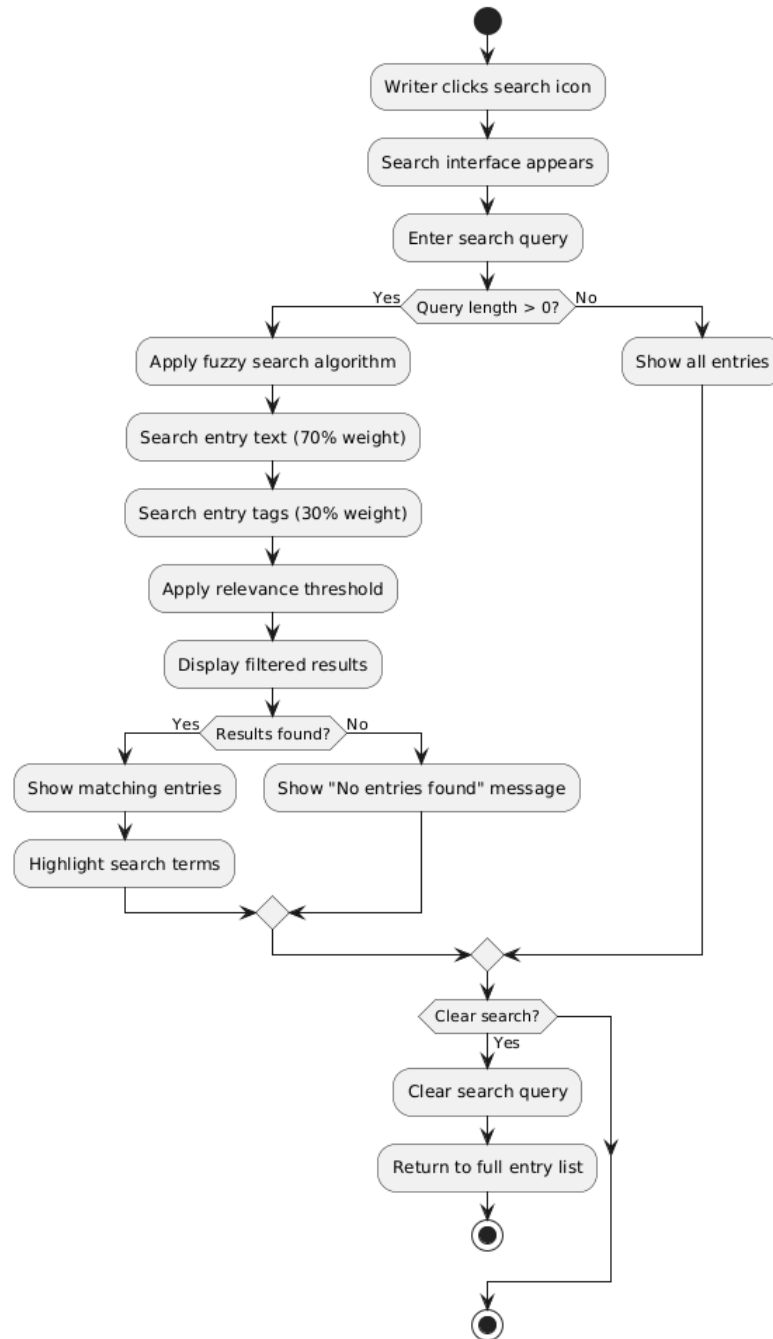 Writer clicks search icon
Search interface appears
Enter search query
Yes
Query length > 0?
No
Apply fuzzy search algorithm
Show all entries
Search entry text (70% weight)
Search entry tags (30% weight)
Apply relevance threshold
Display filtered results
Yes
Results found?
No
Show matching entries
Show "No entries found" message
Highlight search terms
Clear search?
Yes
Clear search query
Return to full entry list